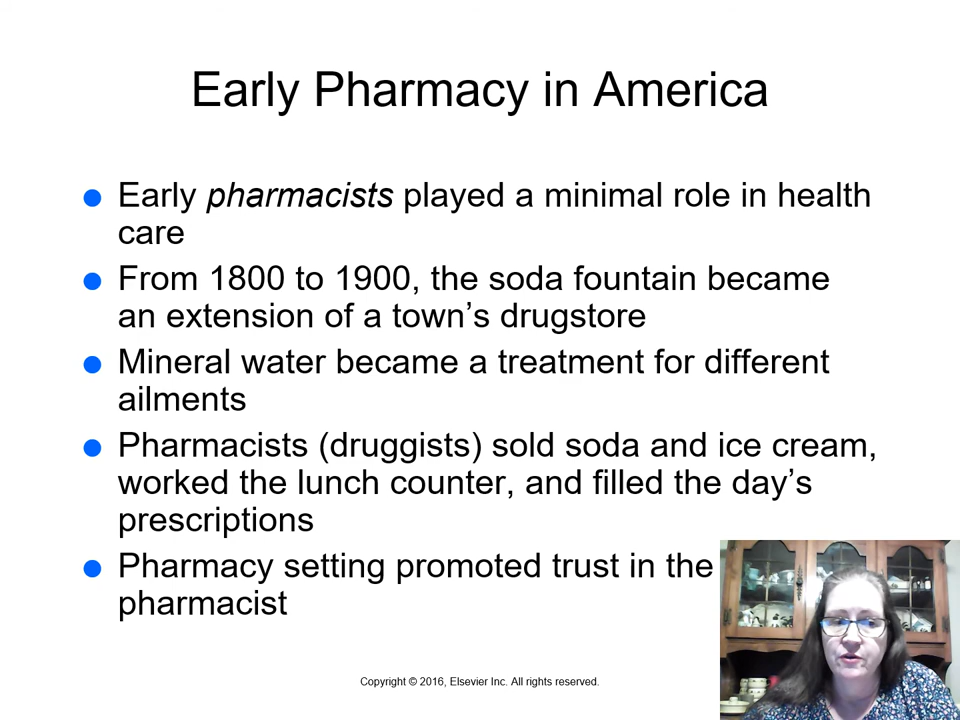 Early Pharmacy in America
● Early pharmacists played a minimal role in health
care
● From 1800 to 1900, the soda fountain became
an extension of a town’s drugstore
● Mineral water became a treatment for different
ailments
● Pharmacists (druggists) sold soda and ice cream,
worked the lunch counter, and filled the day’s
prescriptions
● Pharmacy setting promoted trust in the
pharmacist
Copyright © 2016, Elsevier Inc. All rights reserved.